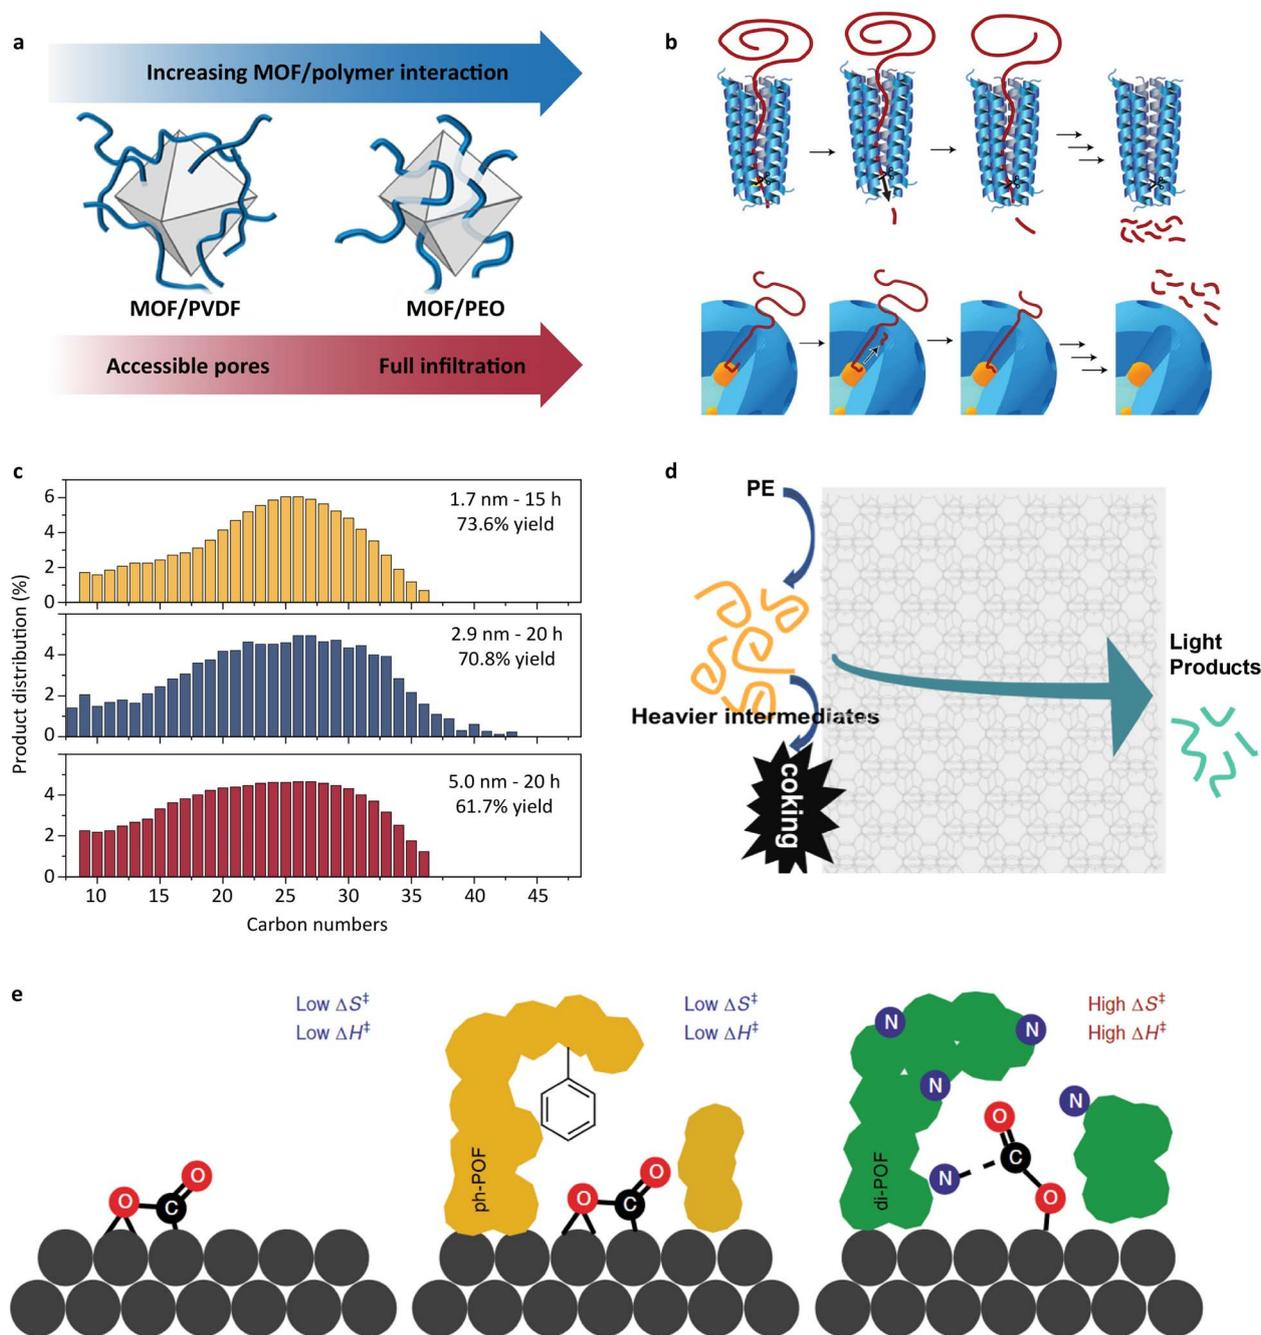 a
Increasing MOF/polymer interaction
MOF/PVDF
MOF/PEO
Accessible pores
Full infiltration
b
c
Product distribution (%)
6
4
2
0
1.7 nm - 15 h
73.6% yield
4
2
0
2.9 nm - 20 h
70.8% yield
4
2
0
5.0 nm - 20 h
61.7% yield
10 15 20 25 30 35 40 45
Carbon numbers
d
PE
Heavier intermediates
coking
Light
Products
e
Low ΔS‡
Low ΔH‡
O
C
O
Low ΔS‡
Low ΔH‡
ph-POF
O
C
O
High ΔS‡
High ΔH‡
N
N
N
N
N
di-POF
O
C
O